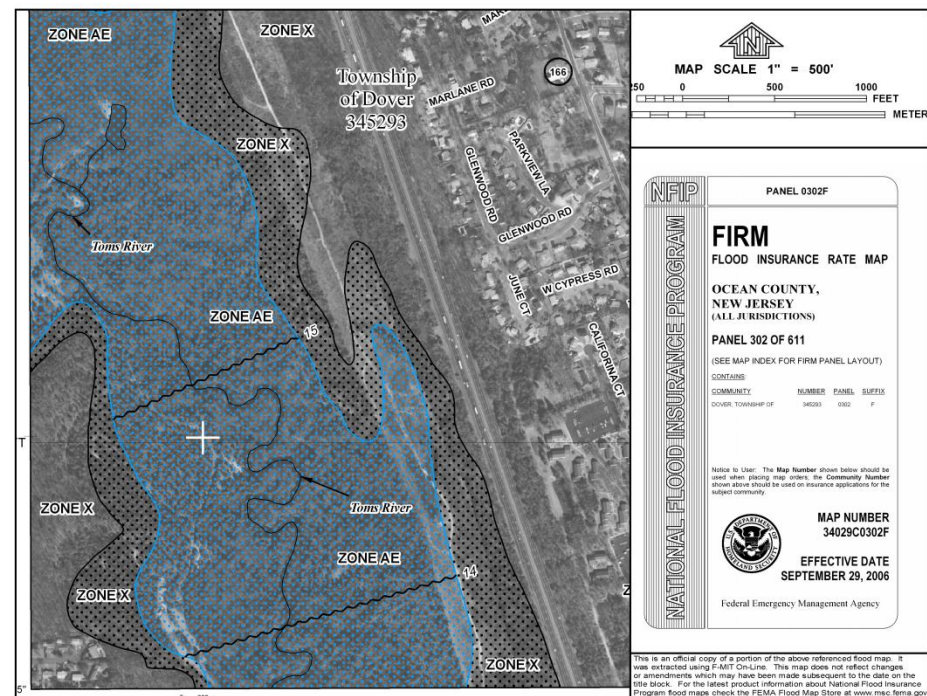 ZONE AE
ZONE X
Township
of Dover
345293
166
MARLANE RD
PARKVIEW LA
GLENWOOD RD
GLENWOOD RD
ZONE X
Toms River
JUNE CT
W CYPRESS RD
ZONE AE
15
CALIFORINA CT
T
ZONE X
Toms River
ZONE AE
14
ZONE X
ZONE X
5"
N
MAP SCALE 1" = 500'
250 0 500 1000
FEET
METER
NFIP
NATIONAL FLOOD INSURANCE PROGRAM
PANEL 0302F
FIRM
FLOOD INSURANCE RATE MAP
OCEAN COUNTY,
NEW JERSEY
(ALL JURISDICTIONS)
PANEL 302 OF 611
(SEE MAP INDEX FOR FIRM PANEL LAYOUT)
CONTAINS:
COMMUNITY NUMBER PANEL SUFFIX
DOVER, TOWNSHIP OF 345293 0302 F
Notice to User: The Map Number shown below should be
used when placing map orders; the Community Number
shown above should be used on insurance applications for the
subject community.
U.S. DEPARTMENT OF
HOMELAND SECURITY
MAP NUMBER
34029C0302F
EFFECTIVE DATE
SEPTEMBER 29, 2006
Federal Emergency Management Agency
This is an official copy of a portion of the above referenced flood map. It
was extracted using F-MIT On-Line. This map does not reflect changes
or amendments which may have been made subsequent to the date on the
title block. For the latest product information about National Flood Insurance
Program flood maps check the FEMA Flood Map Store at www.msc.fema.gov